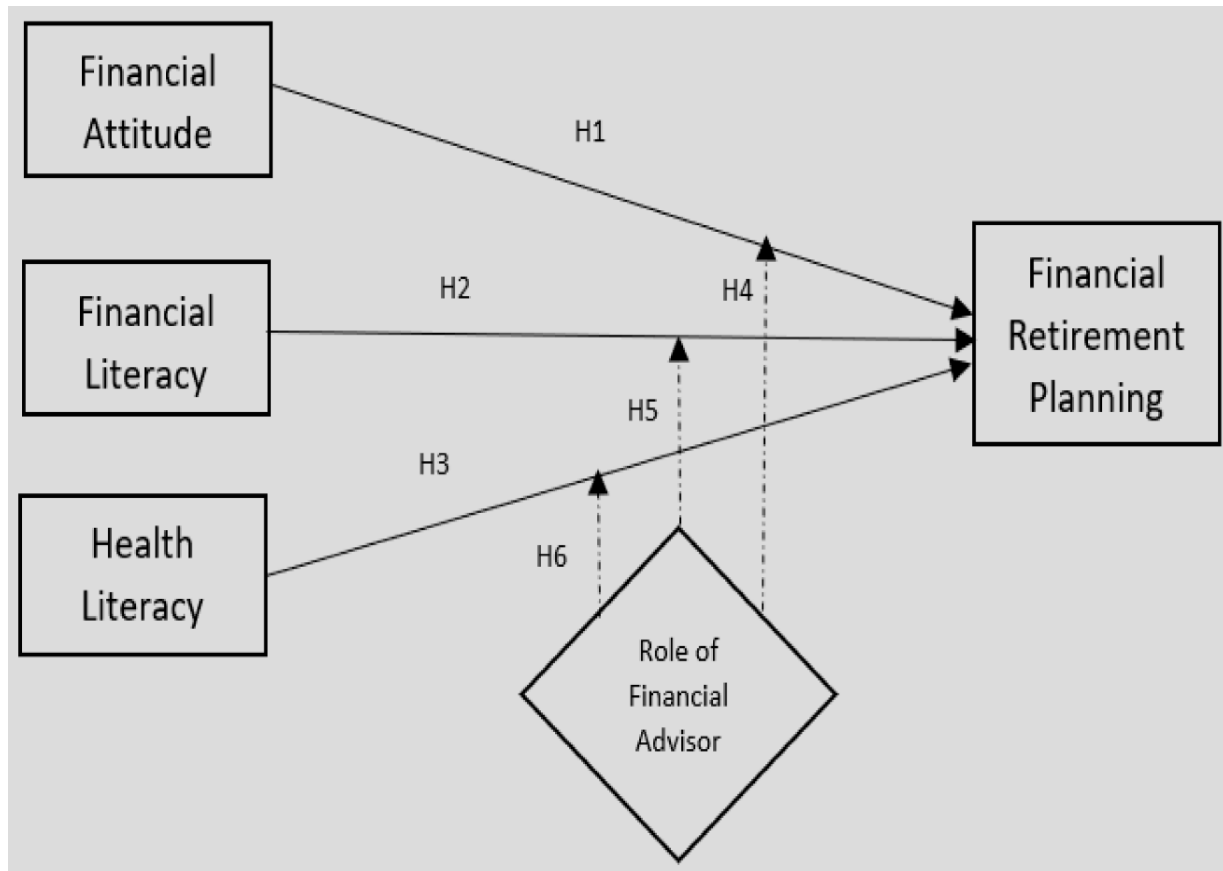 Financial
Attitude
H1
Financial
Literacy
H2
H4
Financial
Retirement
Planning
H5
H3
Health
Literacy
H6
Role of
Financial
Advisor